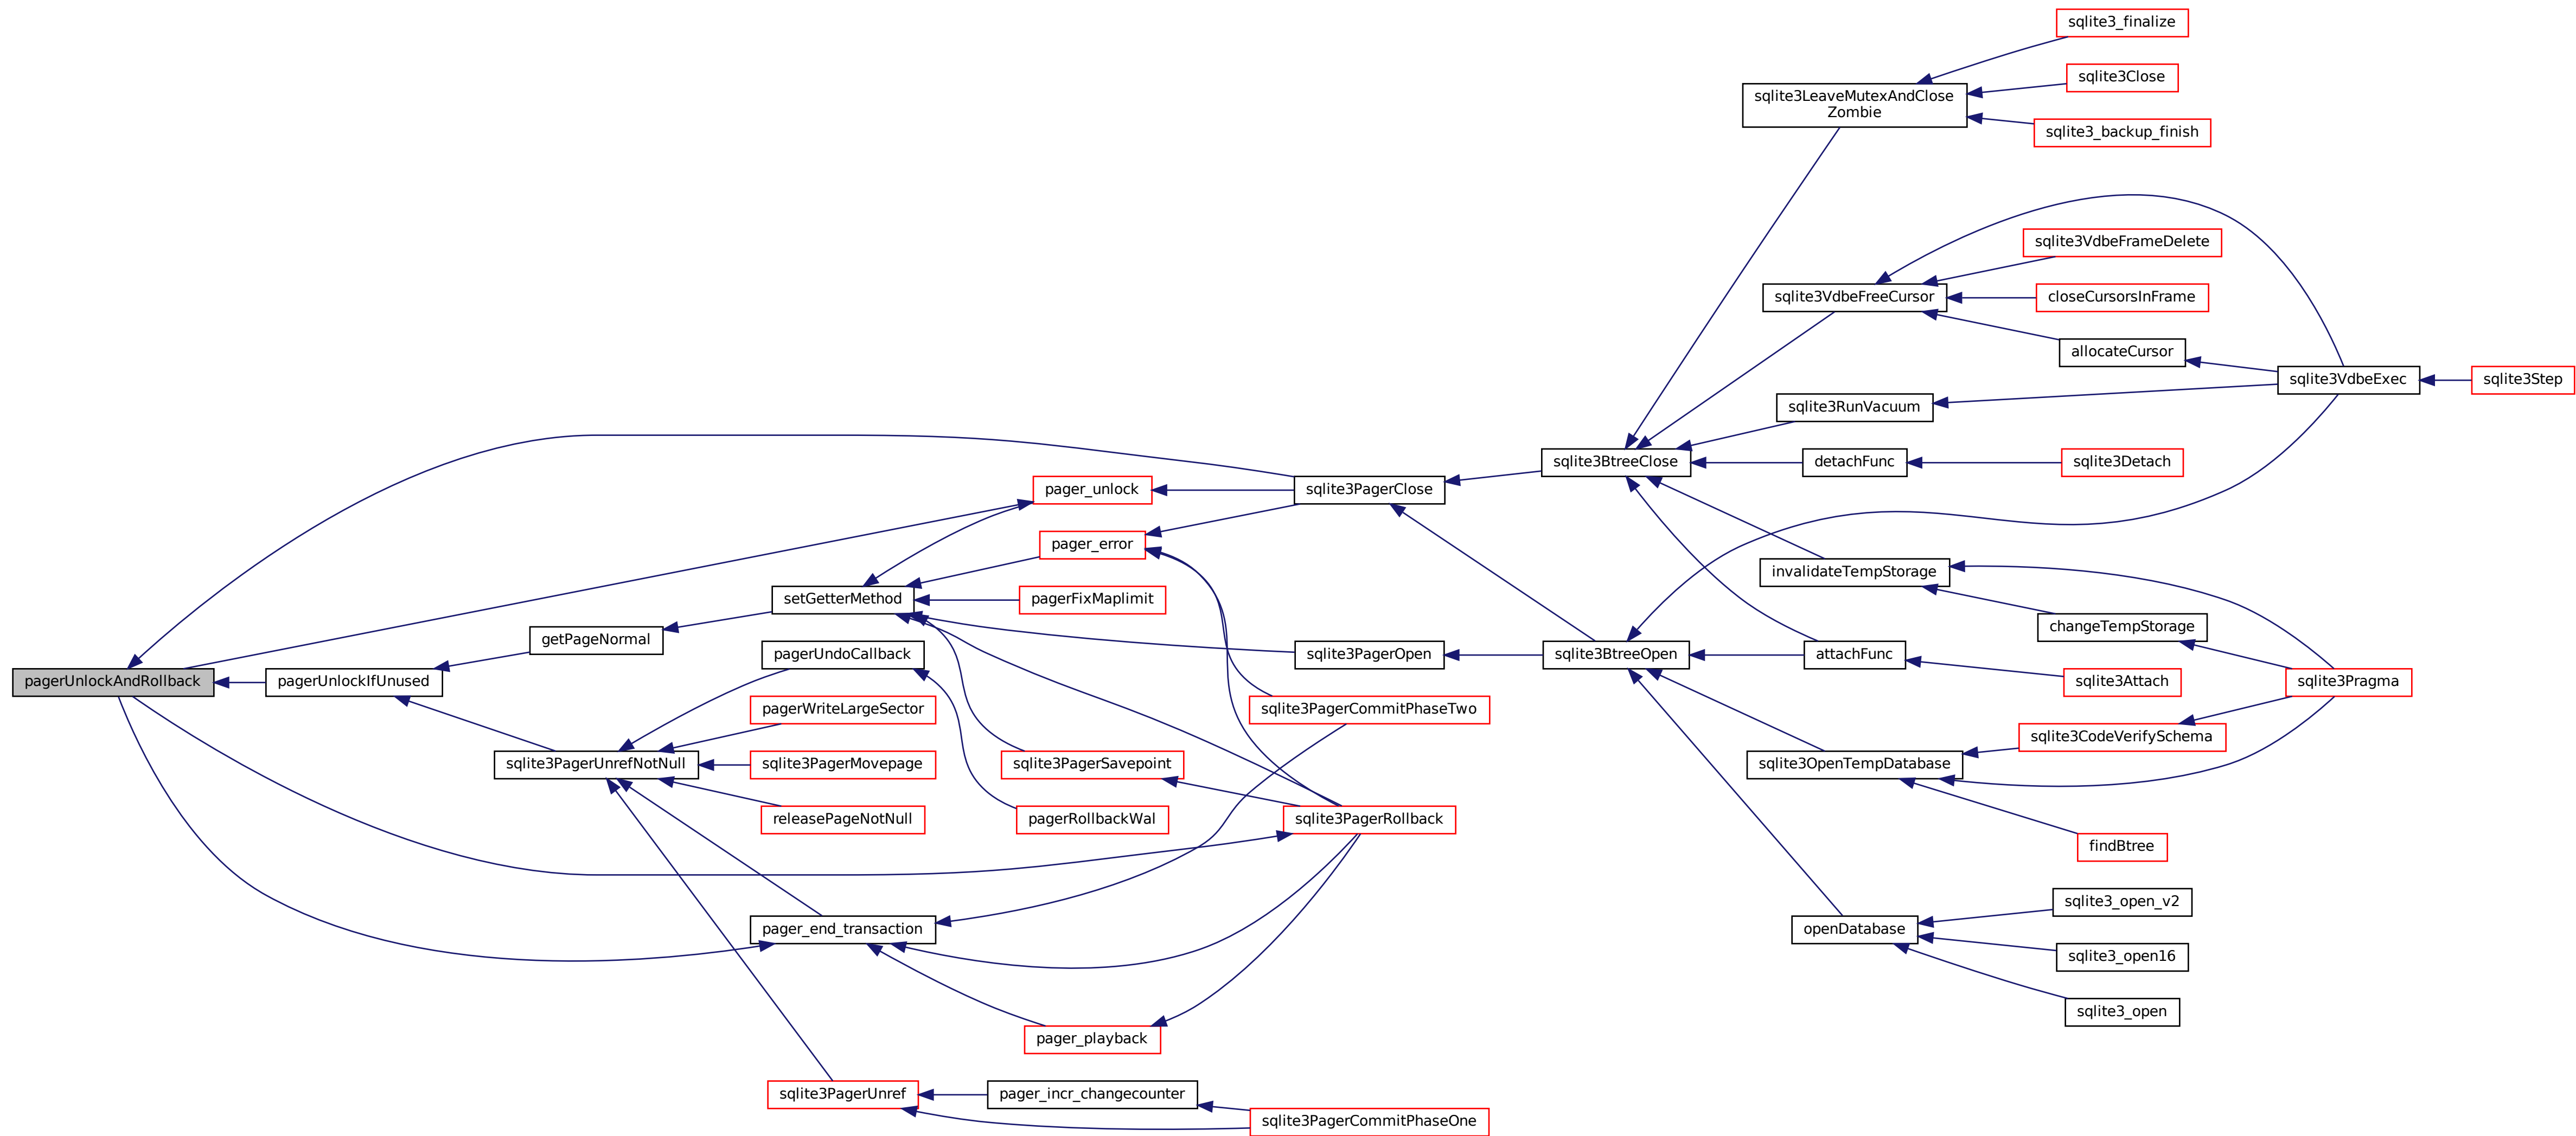 sqlite3_finalize
sqlite3Close
sqlite3LeaveMutexAndClose
Zombie
sqlite3_backup_finish
sqlite3VdbeFrameDelete
sqlite3VdbeFreeCursor
closeCursorsInFrame
allocateCursor
sqlite3VdbeExec
sqlite3Step
sqlite3RunVacuum
sqlite3BtreeClose
detachFunc
sqlite3Detach
pager_unlock
sqlite3PagerClose
pager_error
invalidateTempStorage
setGetterMethod
pagerFixMaplimit
changeTempStorage
getPageNormal
pagerUndoCallback
sqlite3PagerOpen
sqlite3BtreeOpen
attachFunc
pagerUnlockAndRollback
pagerUnlockIfUnused
sqlite3Attach
sqlite3Pragma
pagerWriteLargeSector
sqlite3PagerCommitPhaseTwo
sqlite3CodeVerifySchema
sqlite3PagerUnrefNotNull
sqlite3PagerMovepage
sqlite3PagerSavepoint
sqlite3OpenTempDatabase
releasePageNotNull
pagerRollbackWal
sqlite3PagerRollback
findBtree
sqlite3_open_v2
pager_end_transaction
openDatabase
sqlite3_open16
sqlite3_open
pager_playback
sqlite3PagerUnref
pager_incr_changecounter
sqlite3PagerCommitPhaseOne